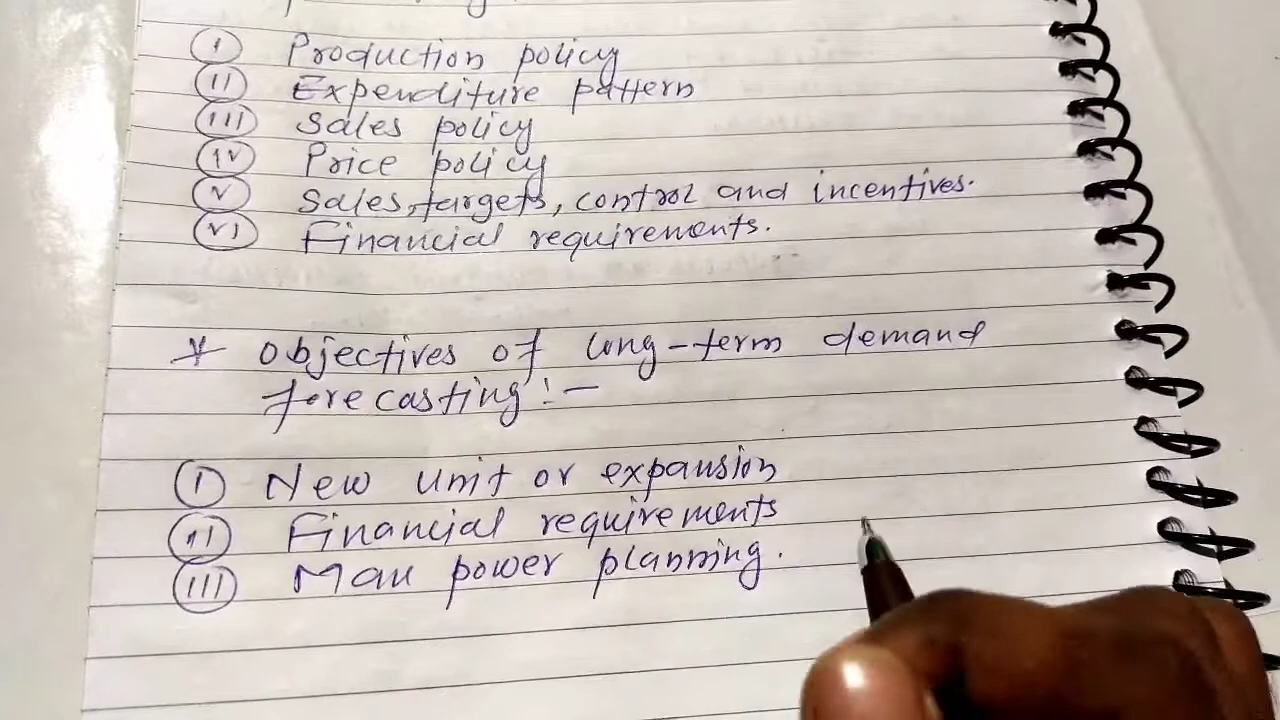 (I) Production policy
(II) Expenditure pattern
(III) Sales policy
(IV) Price policy
(V) Sales, targets, control and incentives.
(VI) Financial requirements.
* Objectives of long-term demand
forecasting:-
(I) New unit or expansion
(II) Financial requirements
(III) Man power planning.